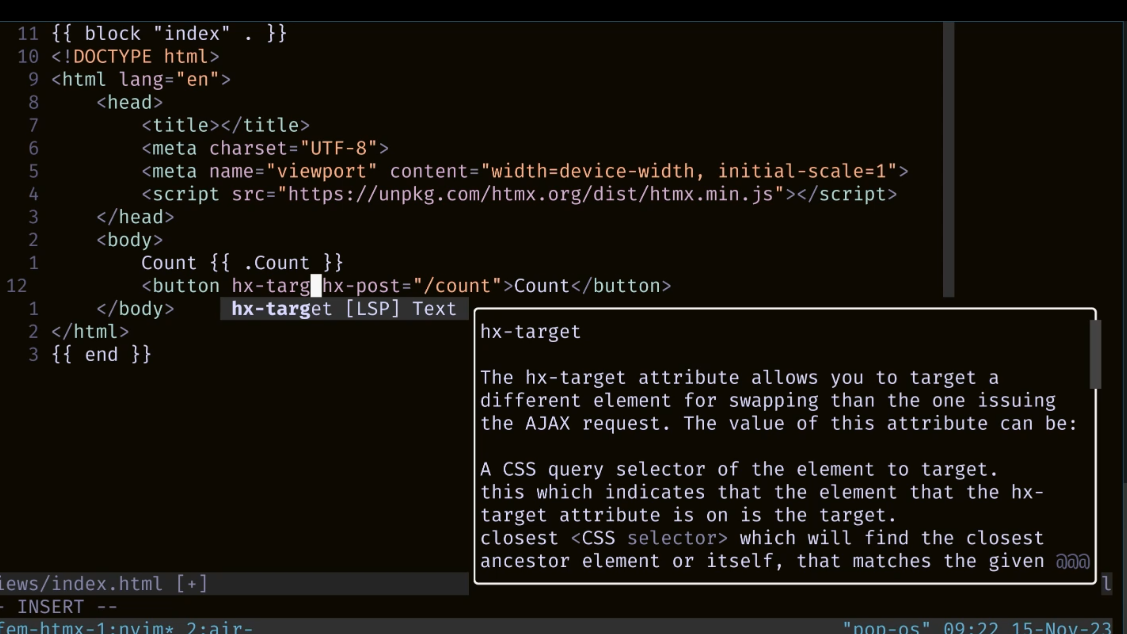 11 {{ block "index" . }}
10 <!DOCTYPE html>
9 <html lang="en">
8 <head>
7 <title></title>
6 <meta charset="UTF-8">
5 <meta name="viewport" content="width=device-width, initial-scale=1">
4 <script src="https://unpkg.com/htmx.org/dist/htmx.min.js"></script>
3 </head>
2 <body>
1 Count {{ .Count }}
12 <button hx-targ hx-post="/count">Count</button>
1 </body>
hx-target [LSP] Text
2 </html>
3 {{ end }}
hx-target
The hx-target attribute allows you to target a
different element for swapping than the one issuing
the AJAX request. The value of this attribute can be:
A CSS query selector of the element to target.
this which indicates that the element that the hx-
target attribute is on is the target.
closest <CSS selector> which will find the closest
ancestor element or itself, that matches the given @@@
iews/index.html [+] l
- INSERT --
fem-htmx-1:nvim* 2:air- "pop-os" 09:22 15-Nov-23